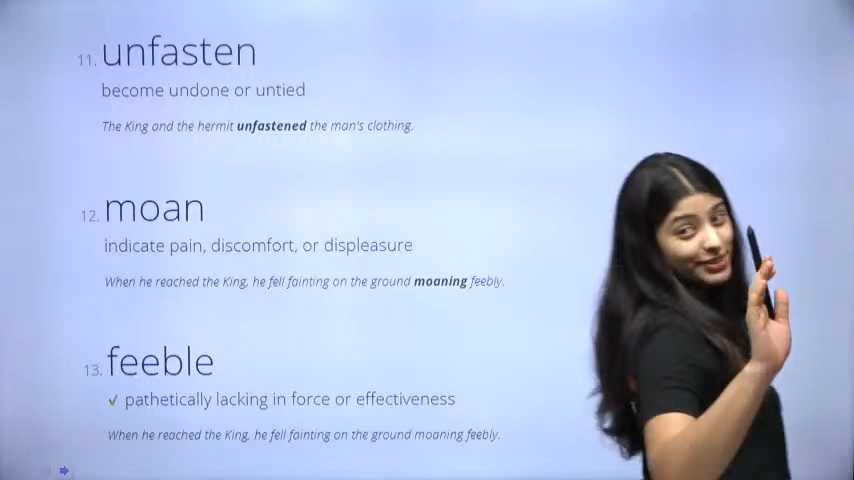 11. unfasten
become undone or untied
The King and the hermit unfastened the man's clothing.
12. moan
indicate pain, discomfort, or displeasure
When he reached the King, he fell fainting on the ground moaning feebly.
13. feeble
✓ pathetically lacking in force or effectiveness
When he reached the King, he fell fainting on the ground moaning feebly.